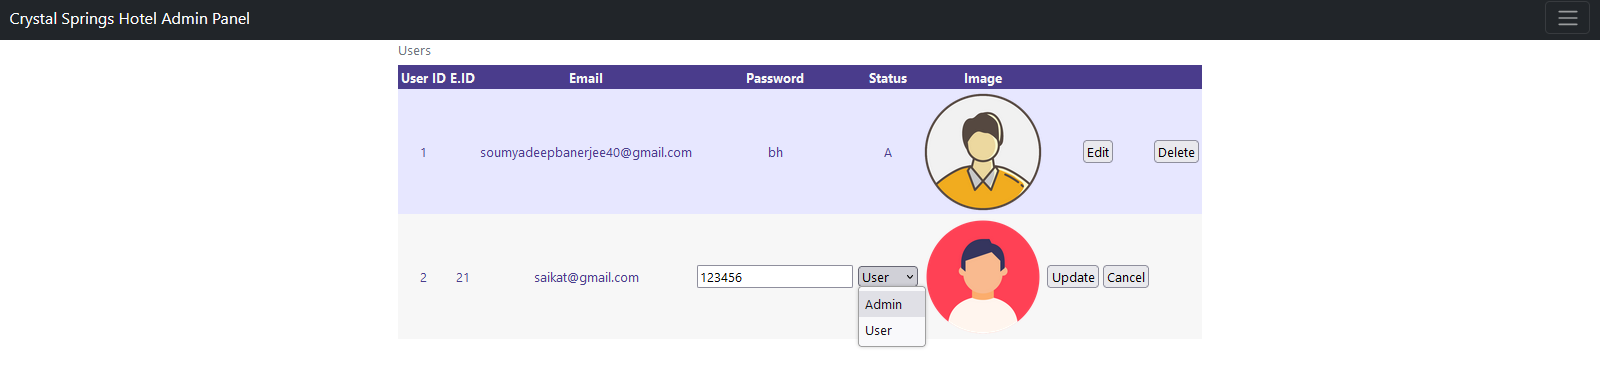 Crystal Springs Hotel Admin Panel
Users
User ID E.ID Email Password Status Image
1 soumyadeepbanerjee40@gmail.com bh A Edit Delete
2 21 saikat@gmail.com 123456 User Update Cancel
Admin
User